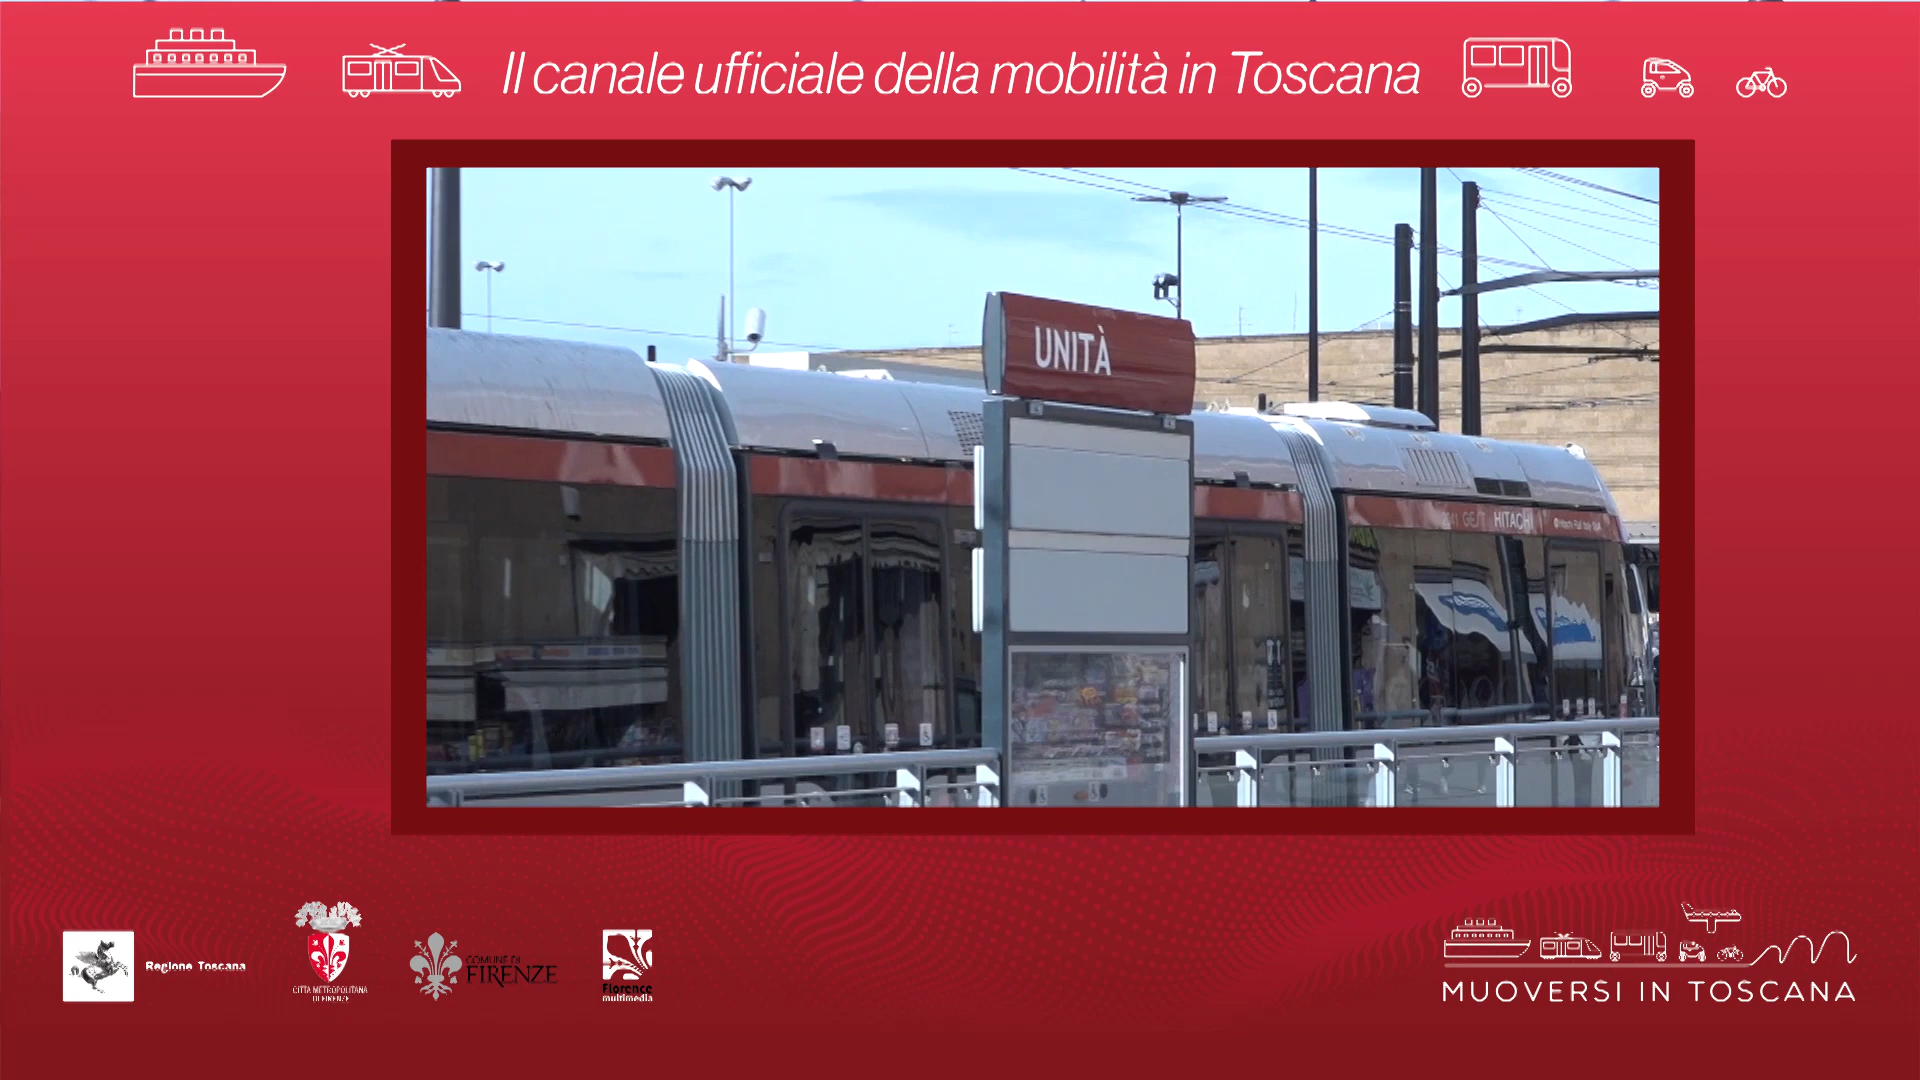 Il canale ufficiale della mobilità in Toscana
UNITÀ
GEST HITACHI
Regione Toscana
CITTÀ METROPOLITANA
DI FIRENZE
COMUNE DI
FIRENZE
Florence
multimedia
MUOVERSI IN TOSCANA